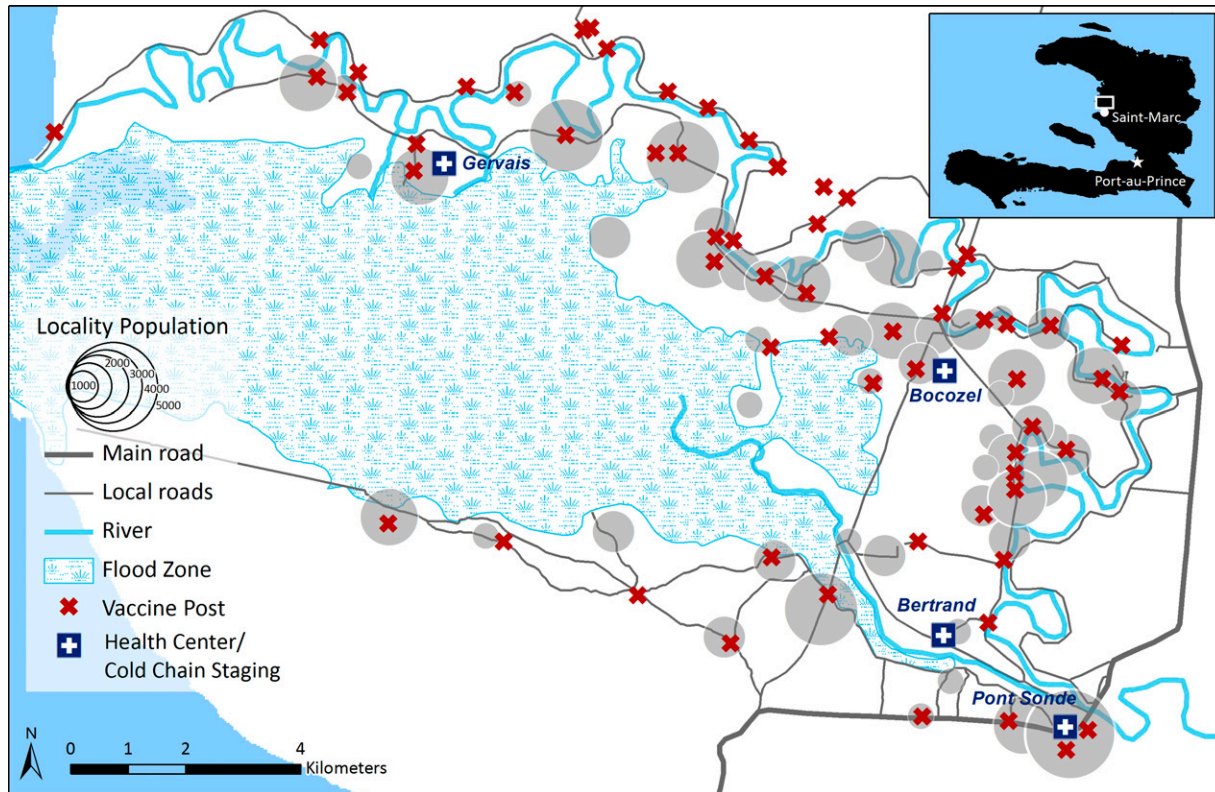 Saint-Marc
Port-au-Prince
Gervais
Locality Population
1000
2000
3000
4000
5000
Bocozel
Main road
Local roads
River
Flood Zone
Vaccine Post
Health Center/
Cold Chain Staging
Bertrand
Pont Sonde
N
0 1 2 4
Kilometers